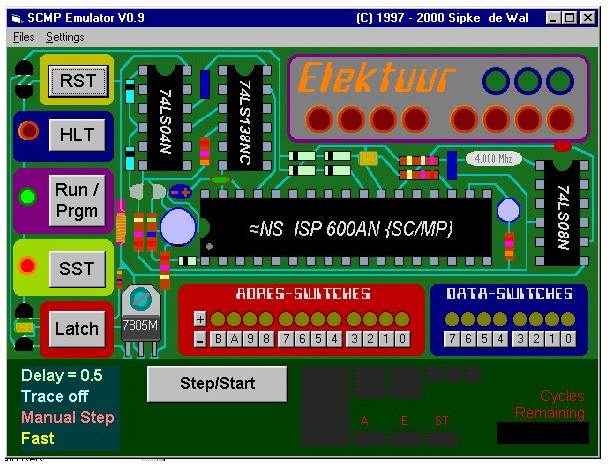 SCMP Emulator V0.9 (C) 1997 - 2000 Sipke de Wal
Files Settings
RST
HLT
Run /
Prgm
SST
Latch
74LS04N
74LS138NC
Elektuur
4.000 Mhz
74LS08N
≈NS ISP 600AN {SC/MP}
7305M
ADRES-SWITCHES
+
- B A 9 8 7 6 5 4 3 2 1 0
DATA-SWITCHES
7 6 5 4 3 2 1 0
Delay = 0.5
Trace off
Manual Step
Fast
Step/Start
A E ST
Cycles
Remaining